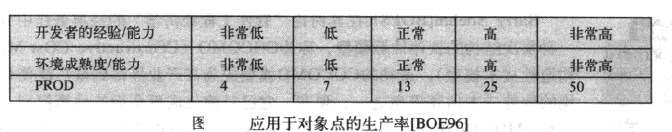 开发者的经验/能力 非常低 低 正常 高 非常高
环境成熟度/能力 非常低 低 正常 高 非常高
PROD 4 7 13 25 50
图 应用于对象点的生产率[BOE96]